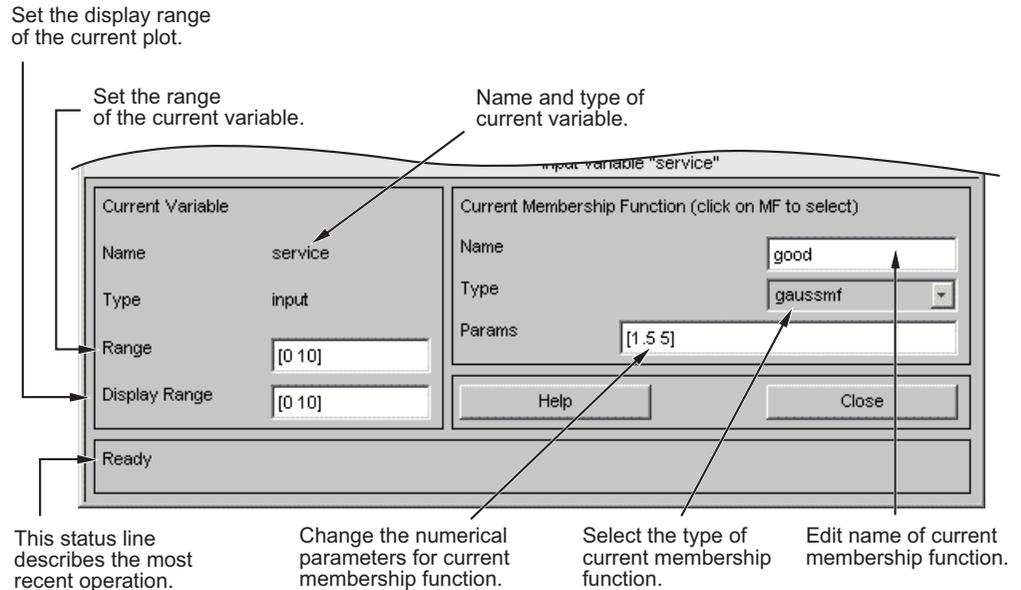 Set the display range
of the current plot.
Set the range
of the current variable.
Name and type of
current variable.
input variable "service"
Current Variable
Name service
Type input
Range [0 10]
Display Range [0 10]
Current Membership Function (click on MF to select)
Name good
Type gaussmf
Params [1.5 5]
Help Close
Ready
This status line
describes the most
recent operation.
Change the numerical
parameters for current
membership function.
Select the type of
current membership
function.
Edit name of current
membership function.